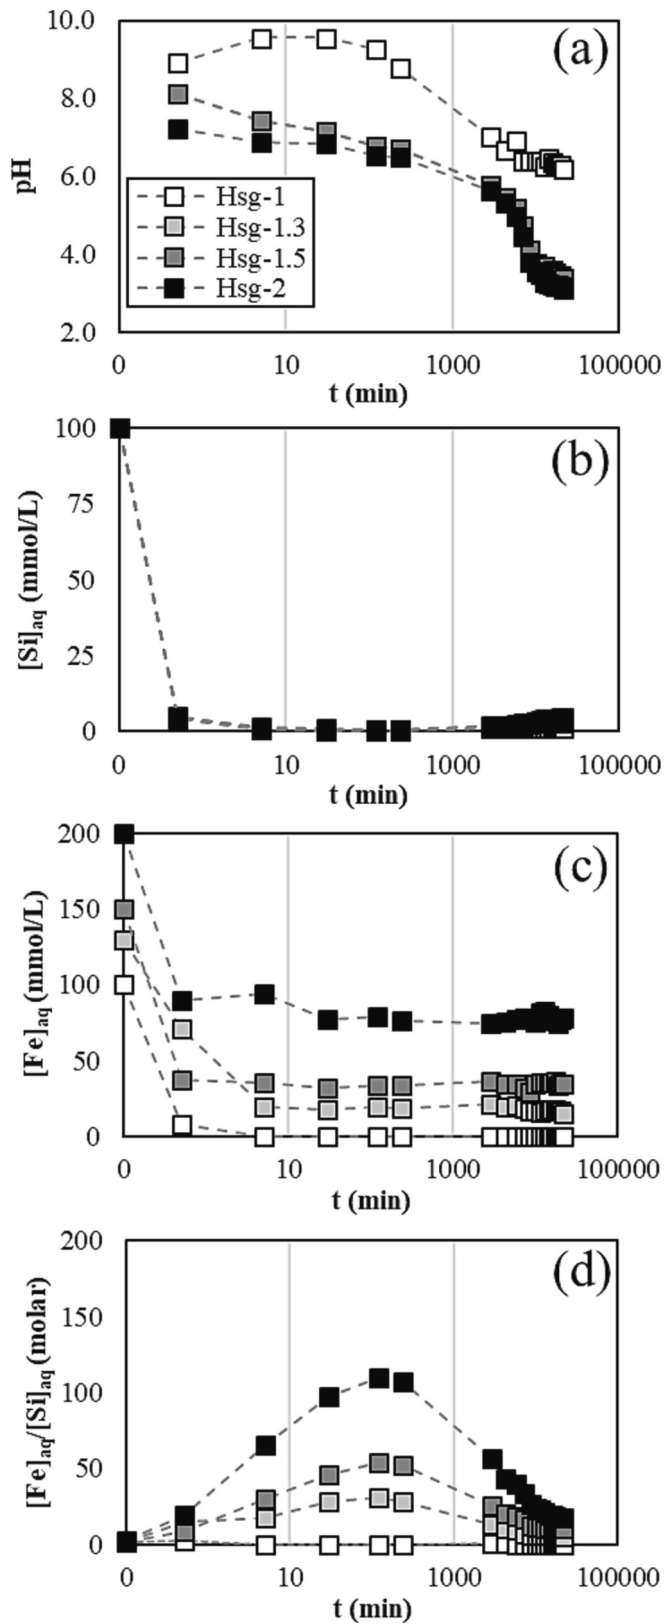 10.0
(a)
8.0
pH
6.0
Hsg-1
Hsg-1.3
4.0
Hsg-1.5
Hsg-2
2.0
0 10 1000 100000
t (min)
100
(b)
75
[Si]aq (mmol/L)
50
25
0
0 10 1000 100000
t (min)
200
(c)
150
[Fe]aq (mmol/L)
100
50
0
0 10 1000 100000
t (min)
200
(d)
150
[Fe]aq/[Si]aq (molar)
100
50
0
0 10 1000 100000
t (min)